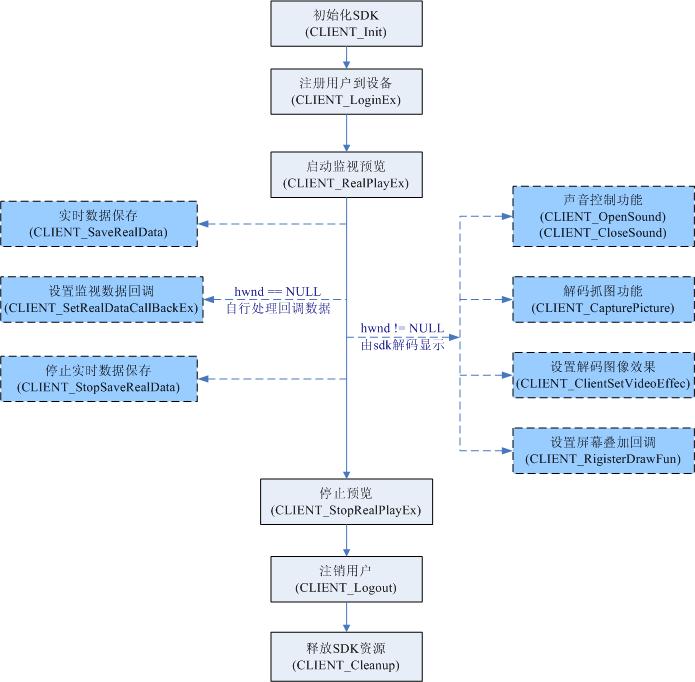 初始化SDK
(CLIENT_Init)
注册用户到设备
(CLIENT_LoginEx)
启动监视预览
(CLIENT_RealPlayEx)
实时数据保存
(CLIENT_SaveRealData)
设置监视数据回调
(CLIENT_SetRealDataCallBackEx)
停止实时数据保存
(CLIENT_StopSaveRealData)
hwnd == NULL
自行处理回调数据
hwnd != NULL
由sdk解码显示
声音控制功能
(CLIENT_OpenSound)
(CLIENT_CloseSound)
解码抓图功能
(CLIENT_CapturePicture)
设置解码图像效果
(CLIENT_ClientSetVideoEffec)
设置屏幕叠加回调
(CLIENT_RigisterDrawFun)
停止预览
(CLIENT_StopRealPlayEx)
注销用户
(CLIENT_Logout)
释放SDK资源
(CLIENT_Cleanup)